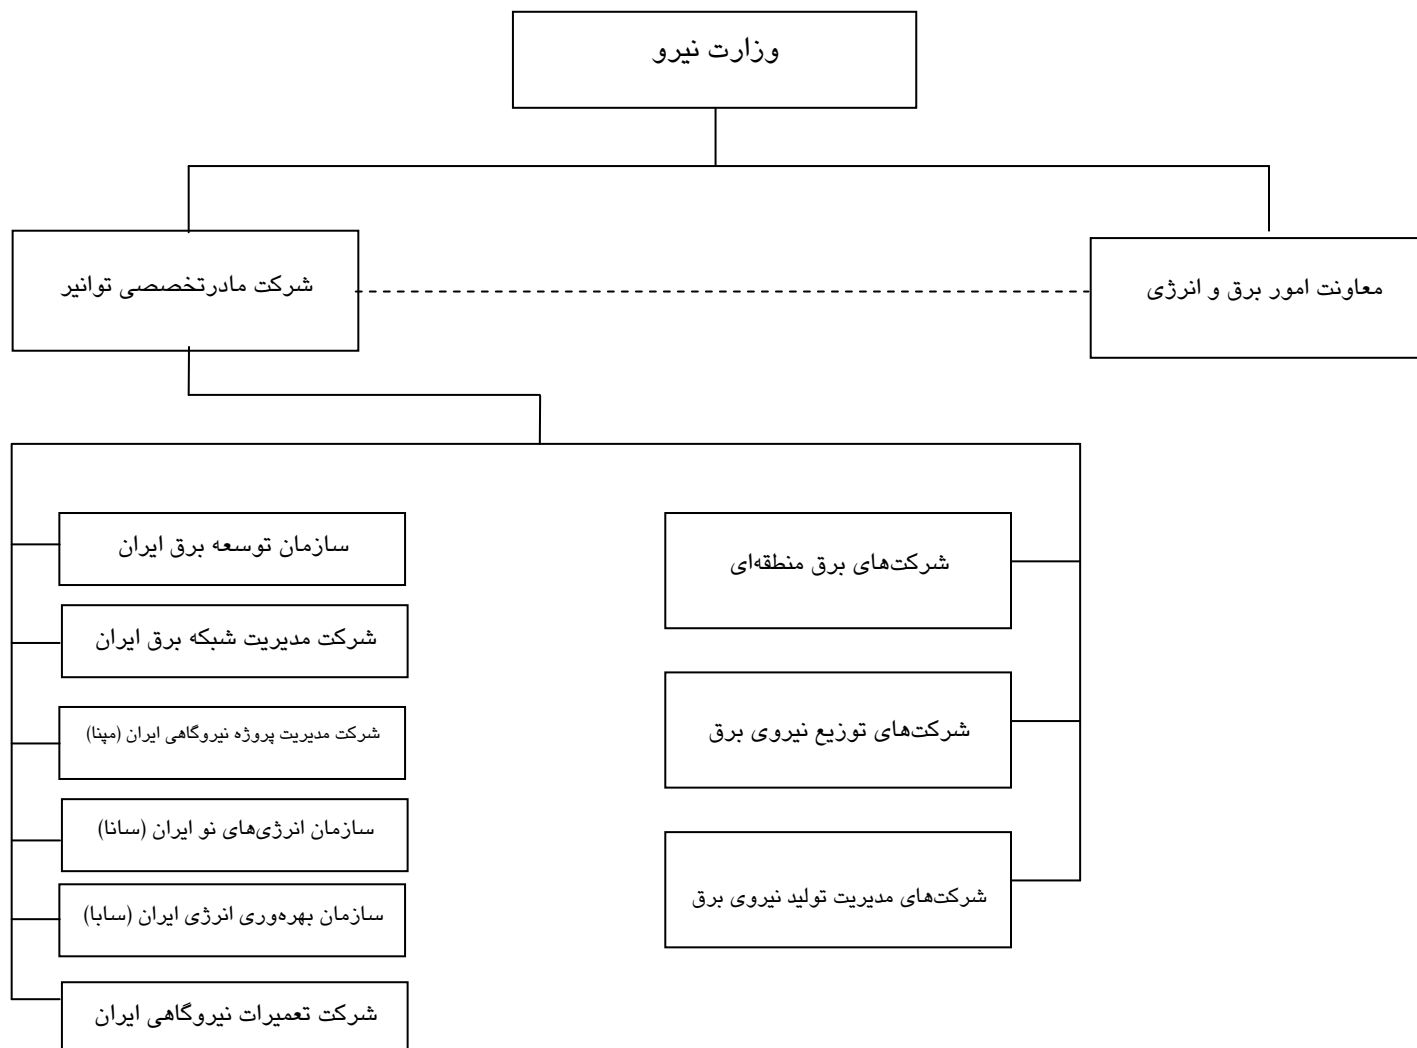 وزارت نیرو
معاونت امور برق و انرژی
شرکت مادرتخصصی توانیر
شرکت‌های برق منطقه‌ای
شرکت‌های توزیع نیروی برق
شرکت‌های مدیریت تولید نیروی برق
سازمان توسعه برق ایران
شرکت مدیریت شبکه برق ایران
شرکت مدیریت پروژه نیروگاهی ایران (مپنا)
سازمان انرژی‌های نو ایران (سانا)
سازمان بهره‌وری انرژی ایران (سابا)
شرکت تعمیرات نیروگاهی ایران